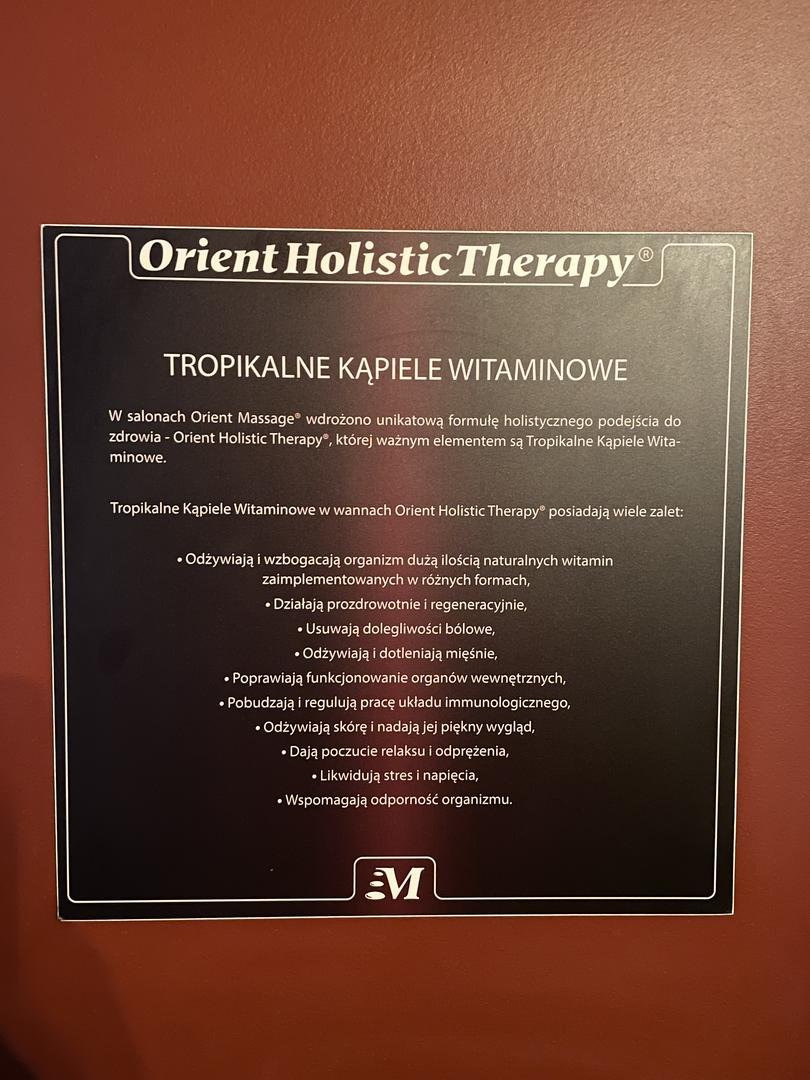 Orient Holistic Therapy®
TROPIKALNE KĄPIELE WITAMINOWE
W salonach Orient Massage® wdrożono unikatową formułę holistycznego podejścia do
zdrowia - Orient Holistic Therapy®, której ważnym elementem są Tropikalne Kąpiele Wita-
minowe.
Tropikalne Kąpiele Witaminowe w wannach Orient Holistic Therapy® posiadają wiele zalet:
• Odżywiają i wzbogacają organizm dużą ilością naturalnych witamin
zaimplementowanych w różnych formach,
• Działają prozdrowotnie i regeneracyjnie,
• Usuwają dolegliwości bólowe,
• Odżywiają i dotleniają mięśnie,
• Poprawiają funkcjonowanie organów wewnętrznych,
• Pobudzają i regulują pracę układu immunologicznego,
• Odżywiają skórę i nadają jej piękny wygląd,
• Dają poczucie relaksu i odprężenia,
• Likwidują stres i napięcia,
• Wspomagają odporność organizmu.
M